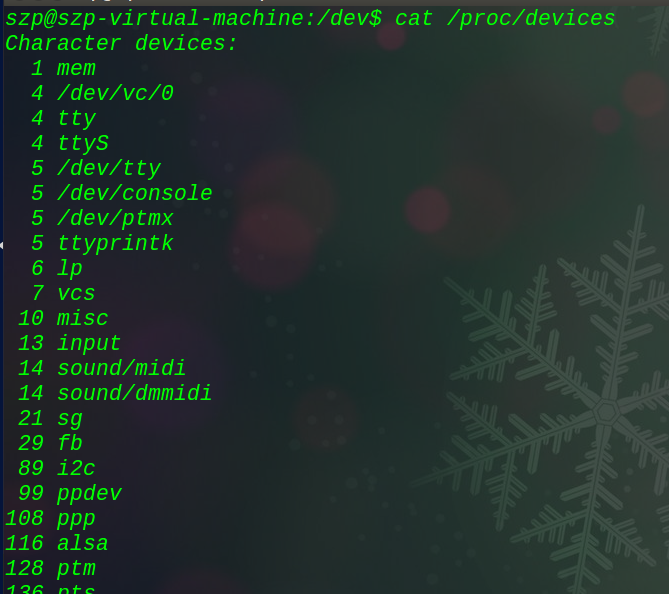 szp@szp-virtual-machine:/dev$ cat /proc/devices
Character devices:
  1 mem
  4 /dev/vc/0
  4 tty
  4 ttyS
  5 /dev/tty
  5 /dev/console
  5 /dev/ptmx
  5 ttyprintk
  6 lp
  7 vcs
 10 misc
 13 input
 14 sound/midi
 14 sound/dmmidi
 21 sg
 29 fb
 89 i2c
 99 ppdev
108 ppp
116 alsa
128 ptm
136 pts